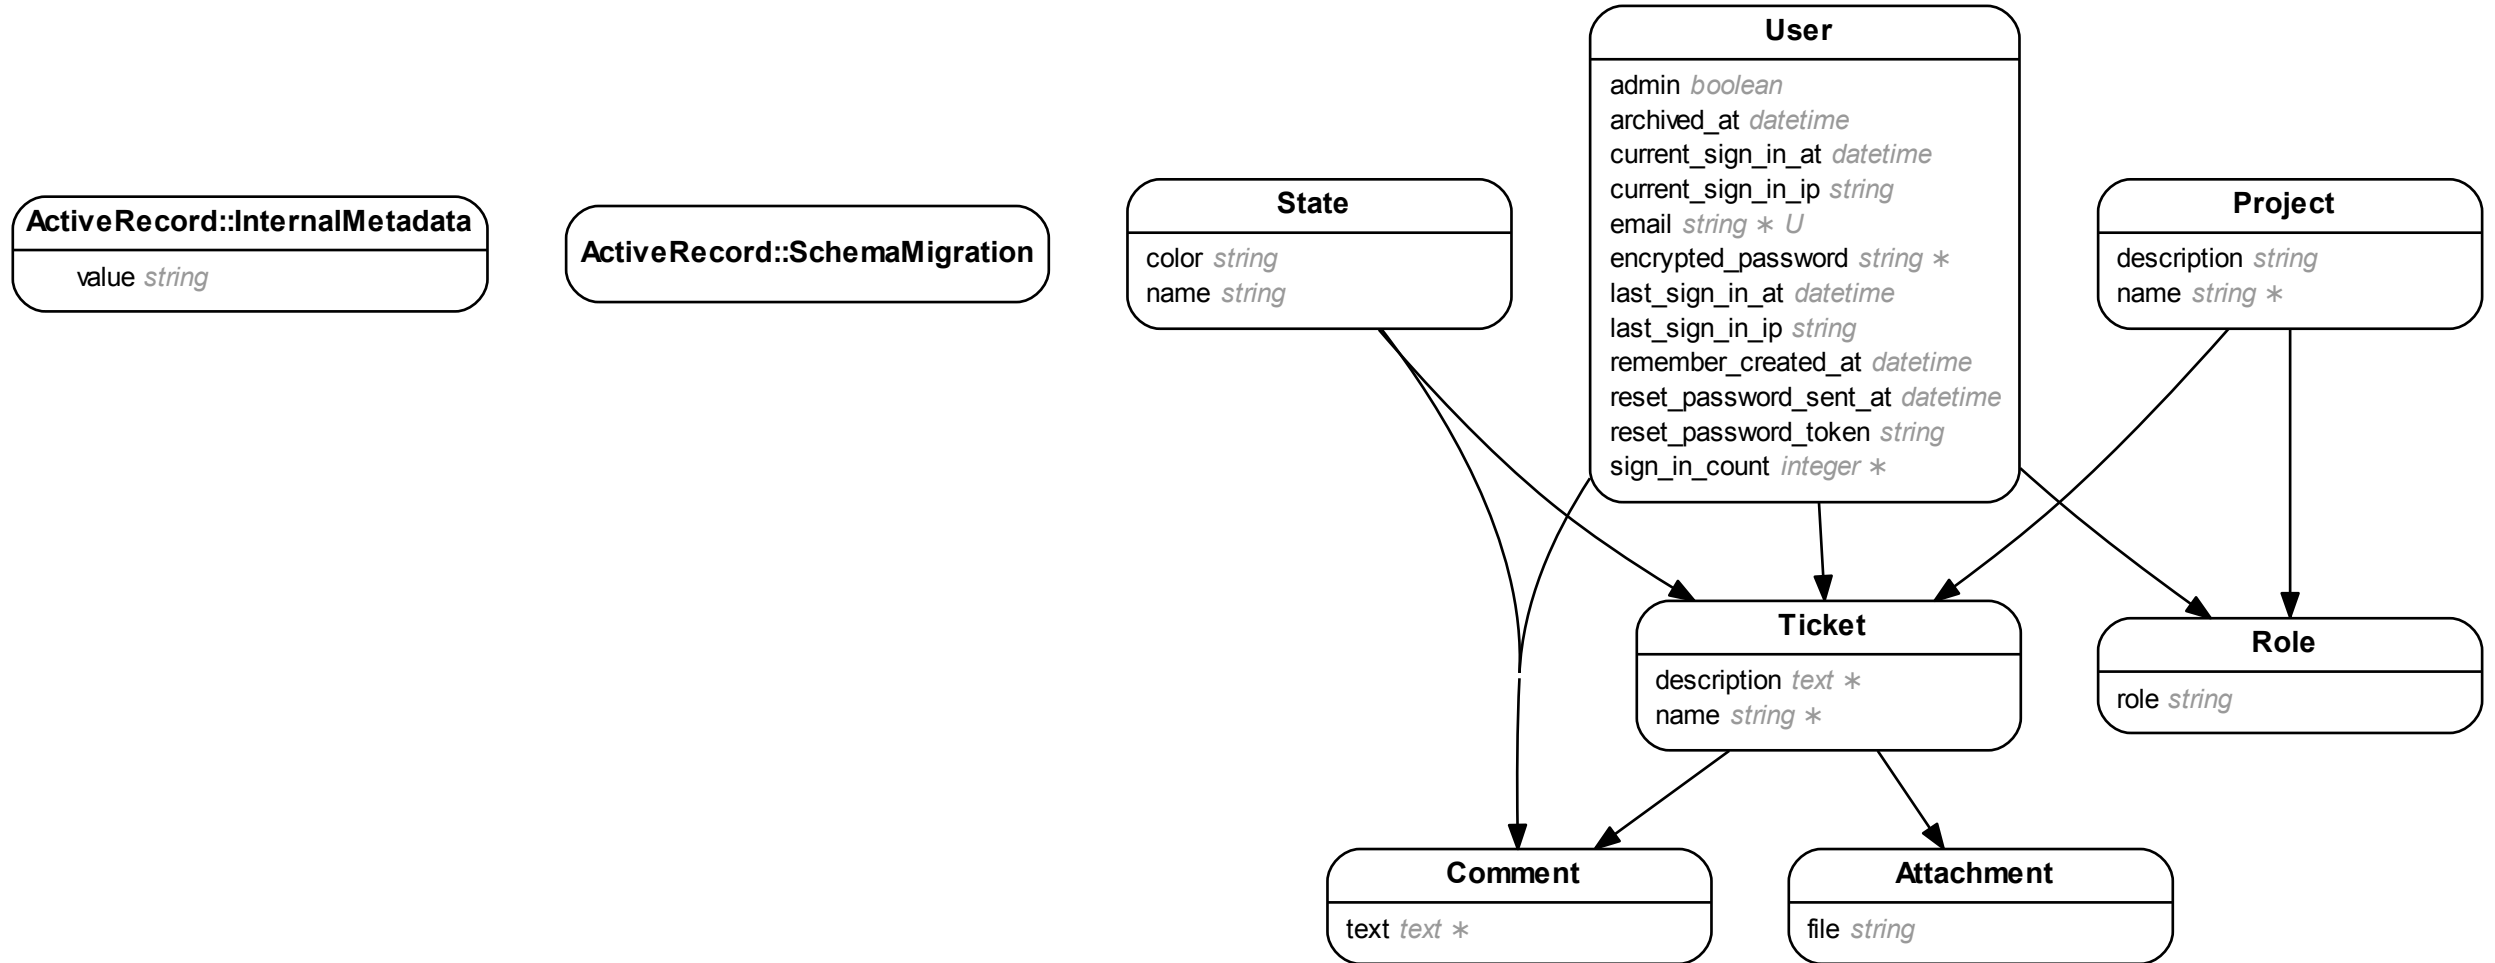 ActiveRecord::InternalMetadata
value string
ActiveRecord::SchemaMigration
State
color string
name string
User
admin boolean
archived_at datetime
current_sign_in_at datetime
current_sign_in_ip string
email string ∗ U
encrypted_password string ∗
last_sign_in_at datetime
last_sign_in_ip string
remember_created_at datetime
reset_password_sent_at datetime
reset_password_token string
sign_in_count integer ∗
Project
description string
name string ∗
Ticket
description text ∗
name string ∗
Role
role string
Comment
text text ∗
Attachment
file string